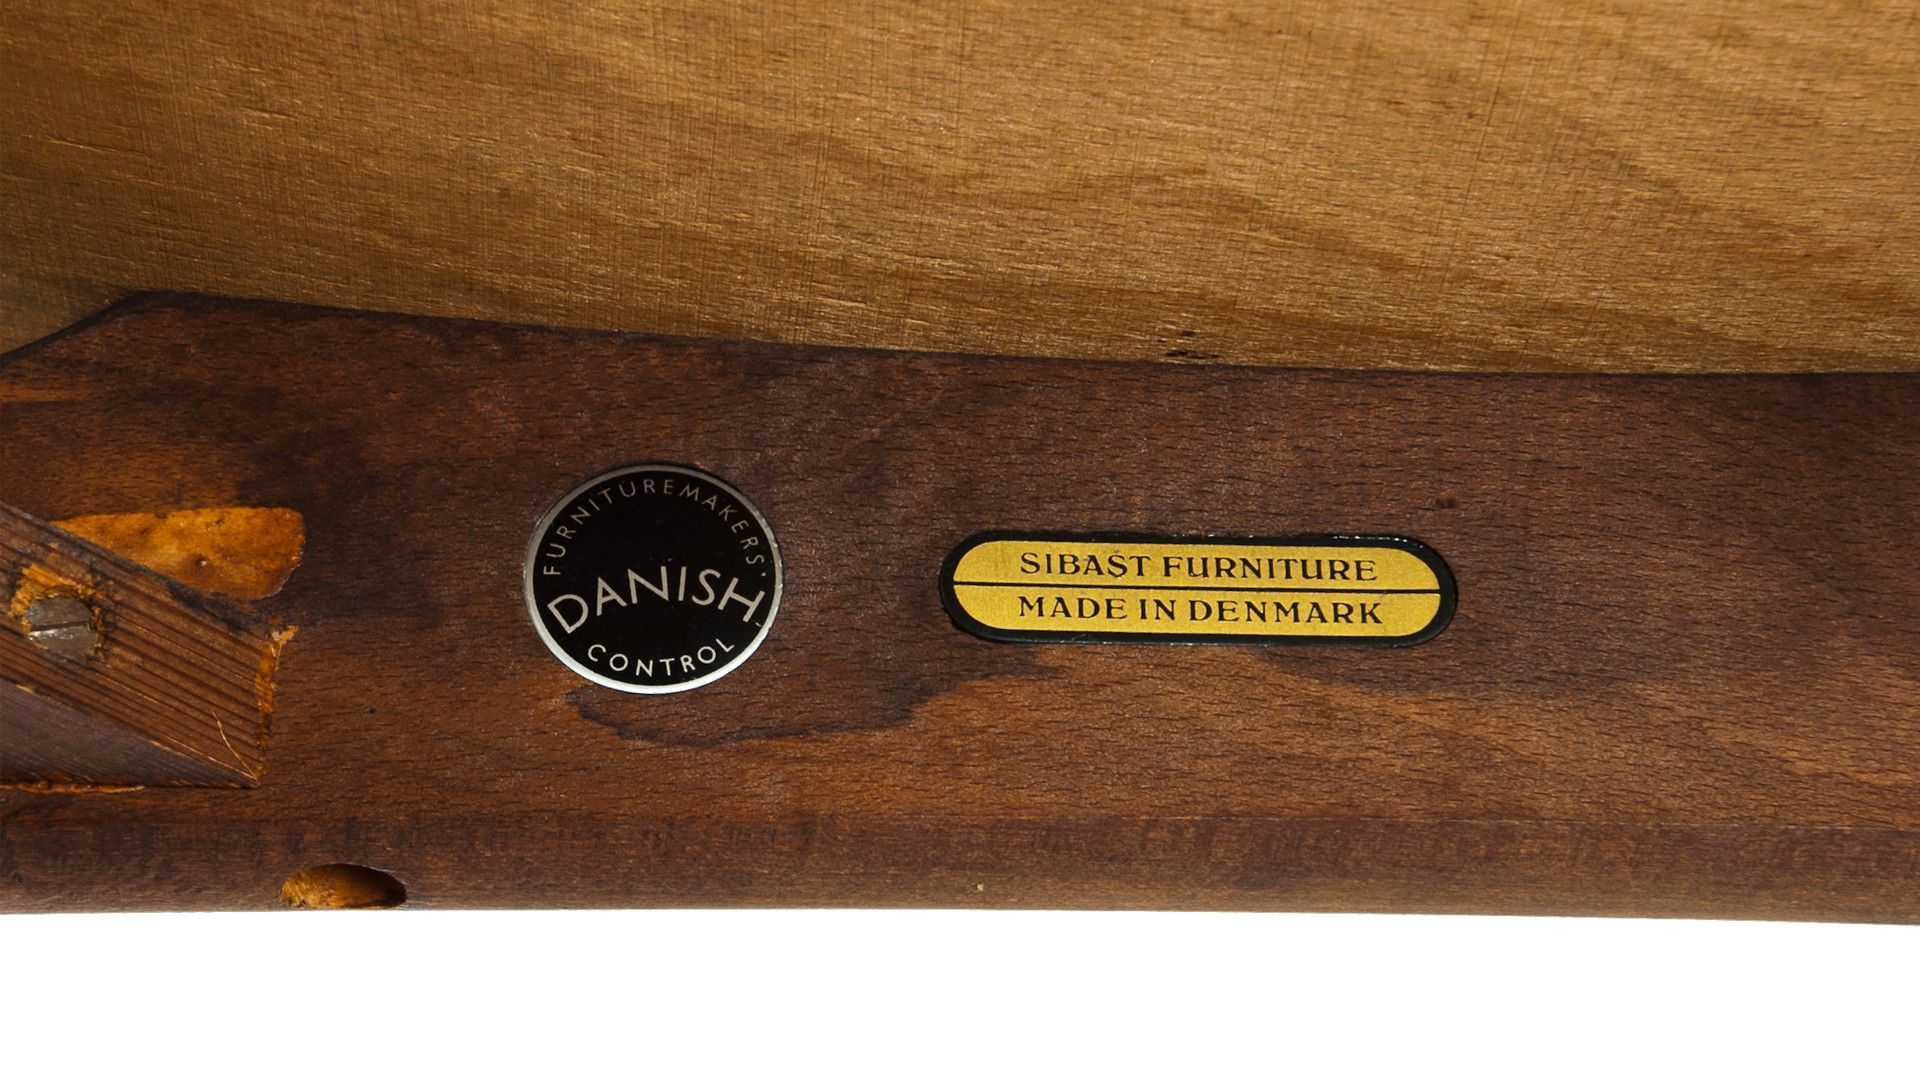 FURNITUREMAKERS'
DANISH
CONTROL
SIBAST FURNITURE
MADE IN DENMARK